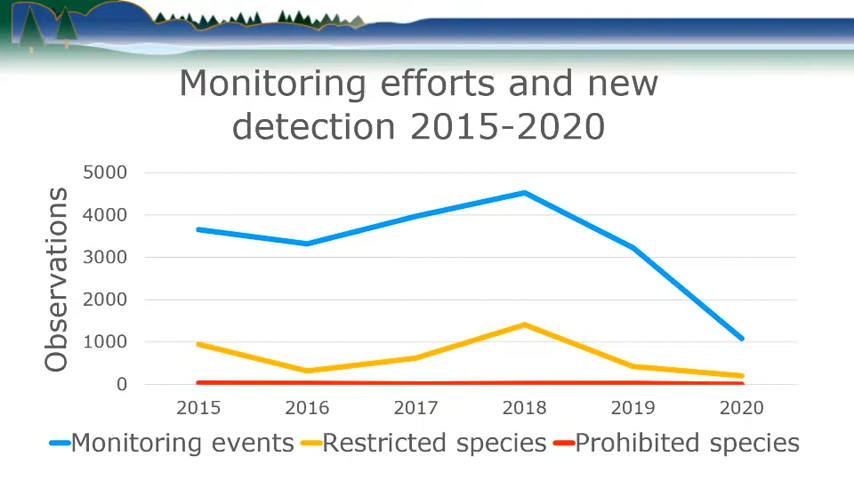 Monitoring efforts and new
detection 2015-2020
Observations
5000
4000
3000
2000
1000
0
2015 2016 2017 2018 2019 2020
Monitoring events Restricted species Prohibited species